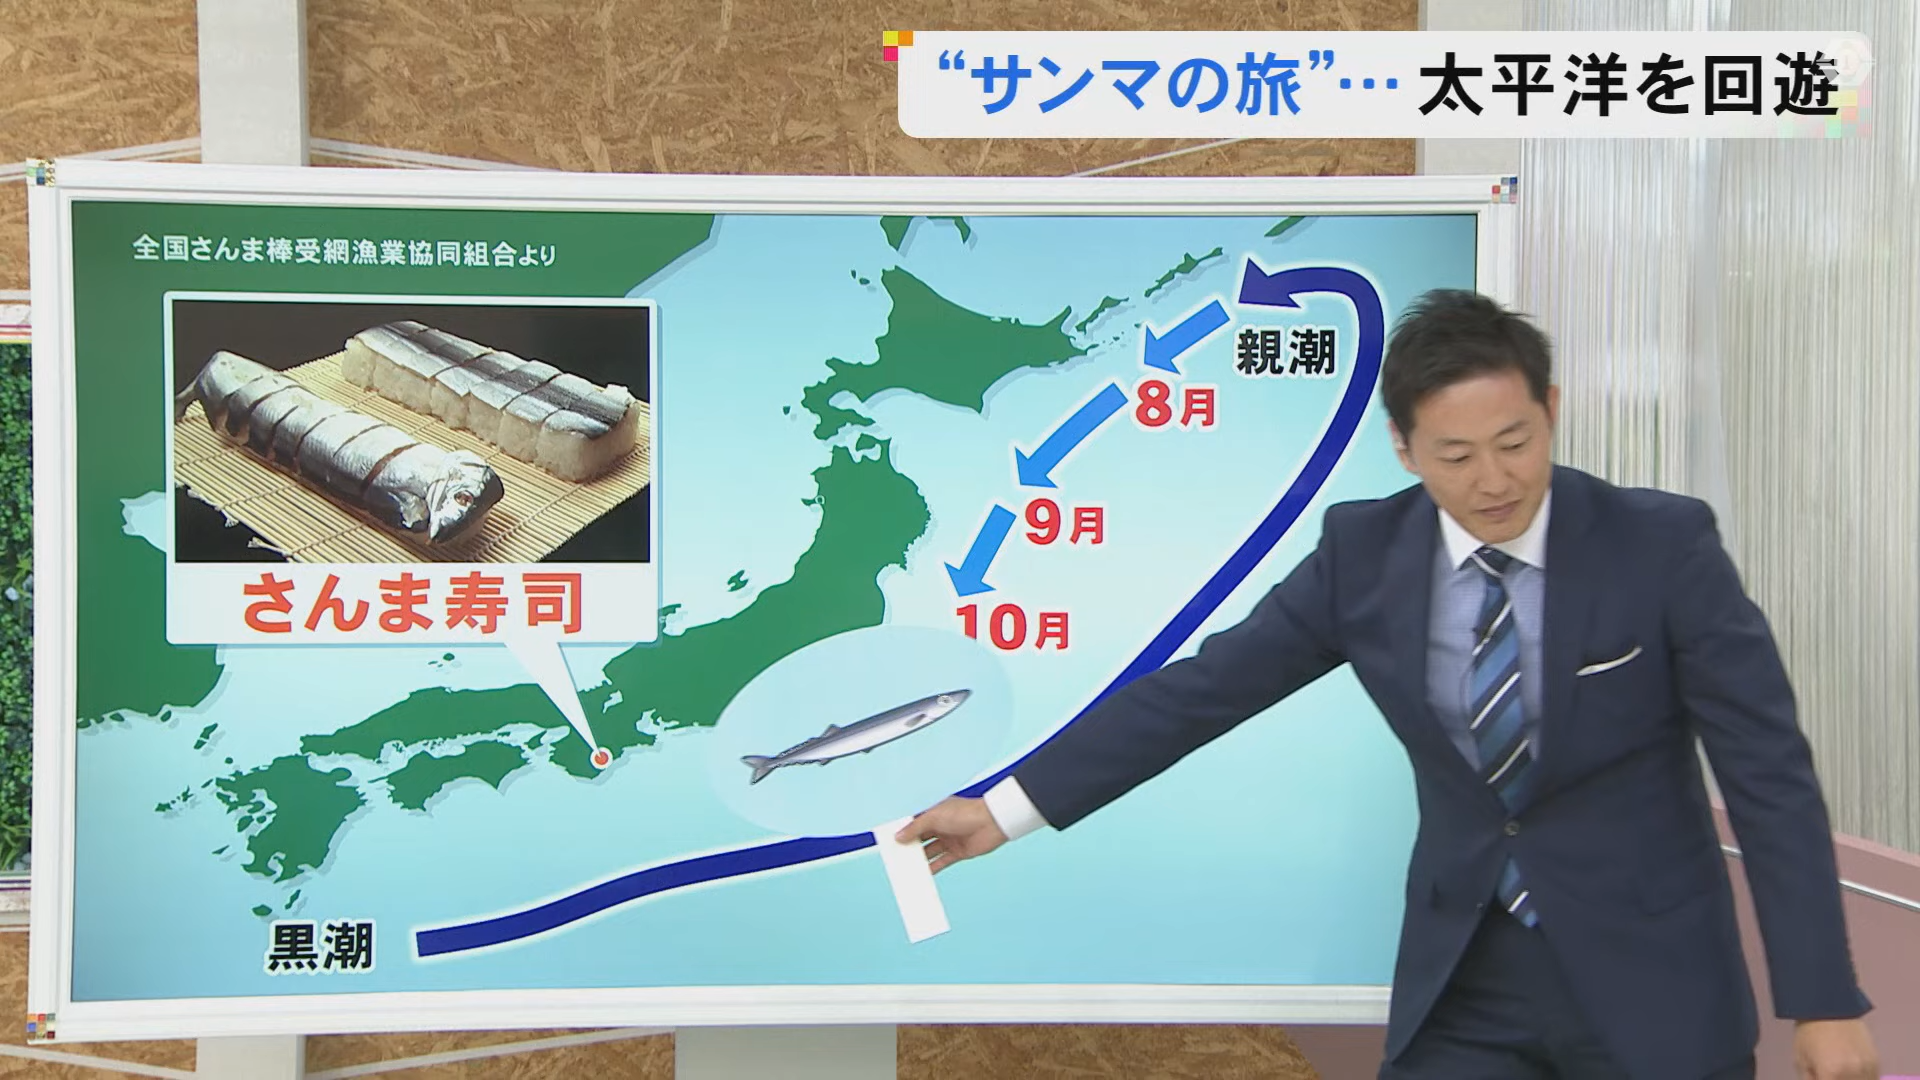 “サンマの旅”… 太平洋を回遊
全国さんま棒受網漁業協同組合より
さんま寿司
親潮
8月
9月
10月
黒潮